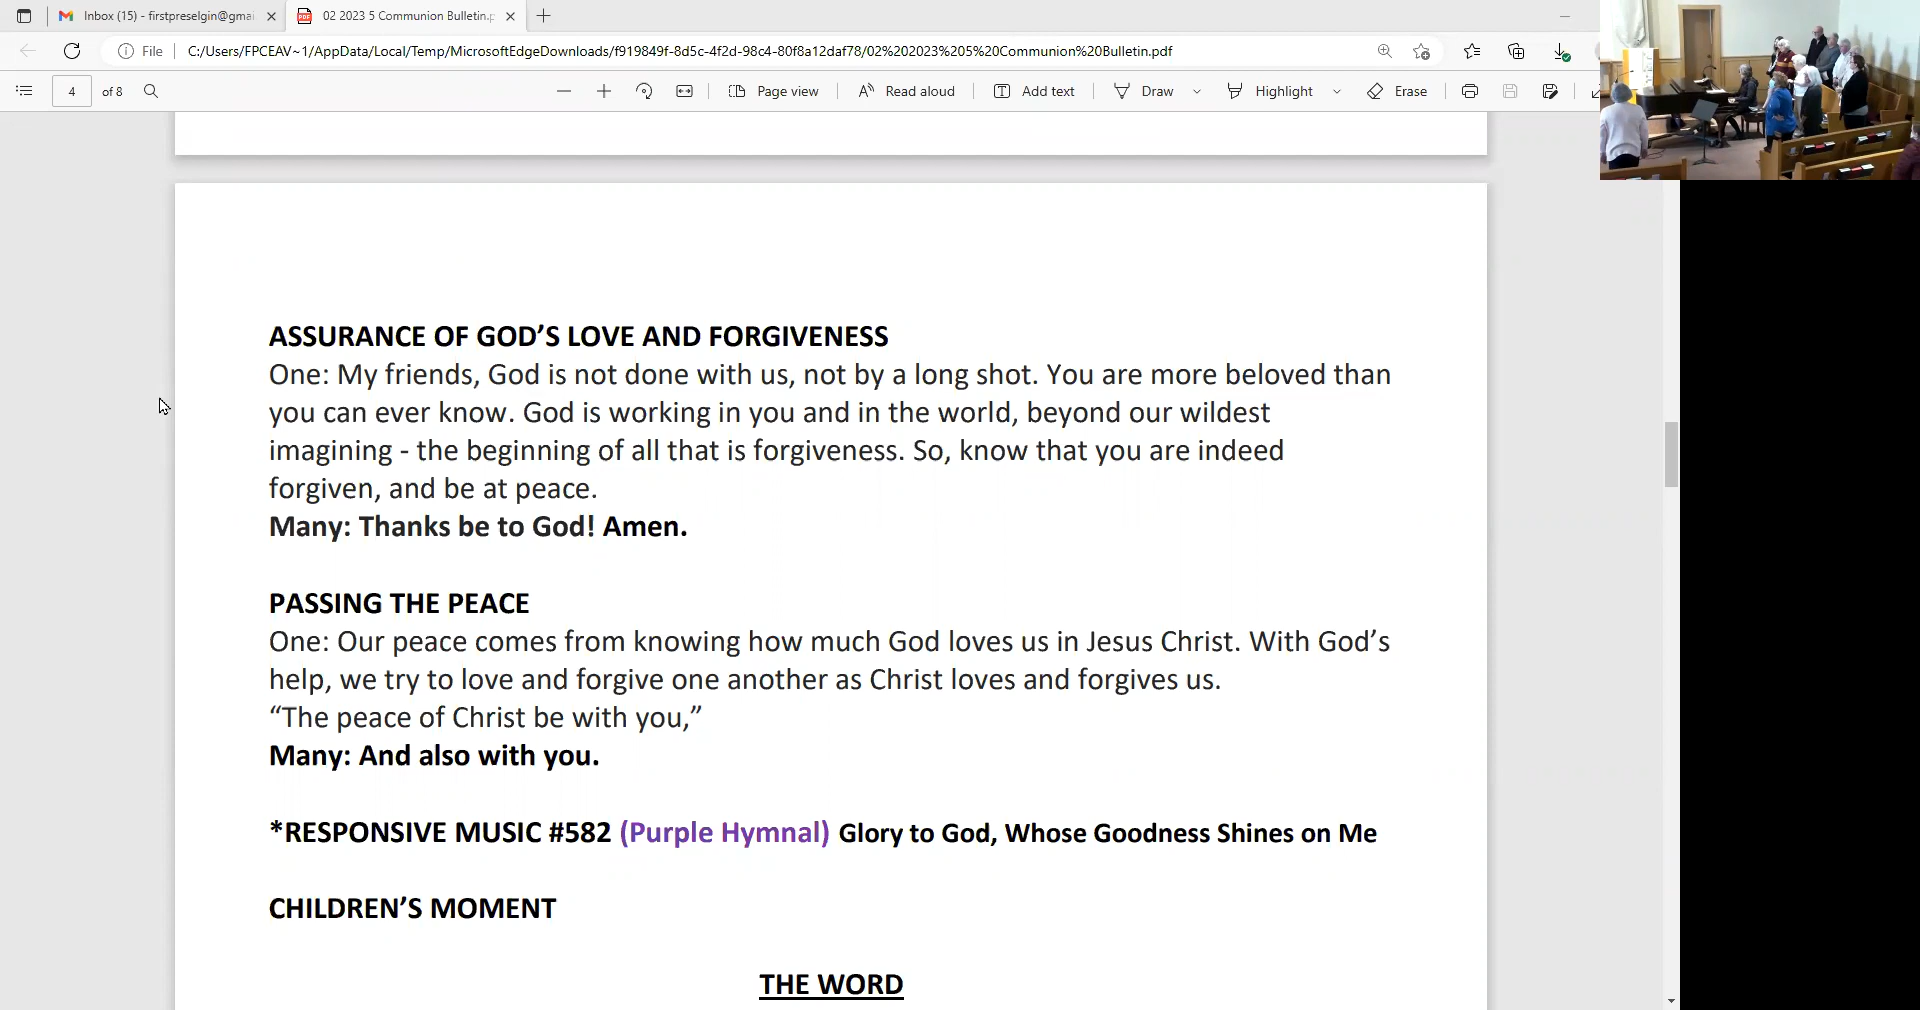 Inbox (15) - firstpreselgin@gmai
02 2023 5 Communion Bulletin.p
File
C:/Users/FPCEAV~1/AppData/Local/Temp/MicrosoftEdgeDownloads/f919849f-8d5c-4f2d-98c4-80f8a12daf78/02%202023%205%20Communion%20Bulletin.pdf
4 of 8
Page view
Read aloud
Add text
Draw
Highlight
Erase
ASSURANCE OF GOD’S LOVE AND FORGIVENESS
One: My friends, God is not done with us, not by a long shot. You are more beloved than
you can ever know. God is working in you and in the world, beyond our wildest
imagining - the beginning of all that is forgiveness. So, know that you are indeed
forgiven, and be at peace.
Many: Thanks be to God! Amen.
PASSING THE PEACE
One: Our peace comes from knowing how much God loves us in Jesus Christ. With God’s
help, we try to love and forgive one another as Christ loves and forgives us.
“The peace of Christ be with you,”
Many: And also with you.
*RESPONSIVE MUSIC #582 (Purple Hymnal) Glory to God, Whose Goodness Shines on Me
CHILDREN’S MOMENT
THE WORD